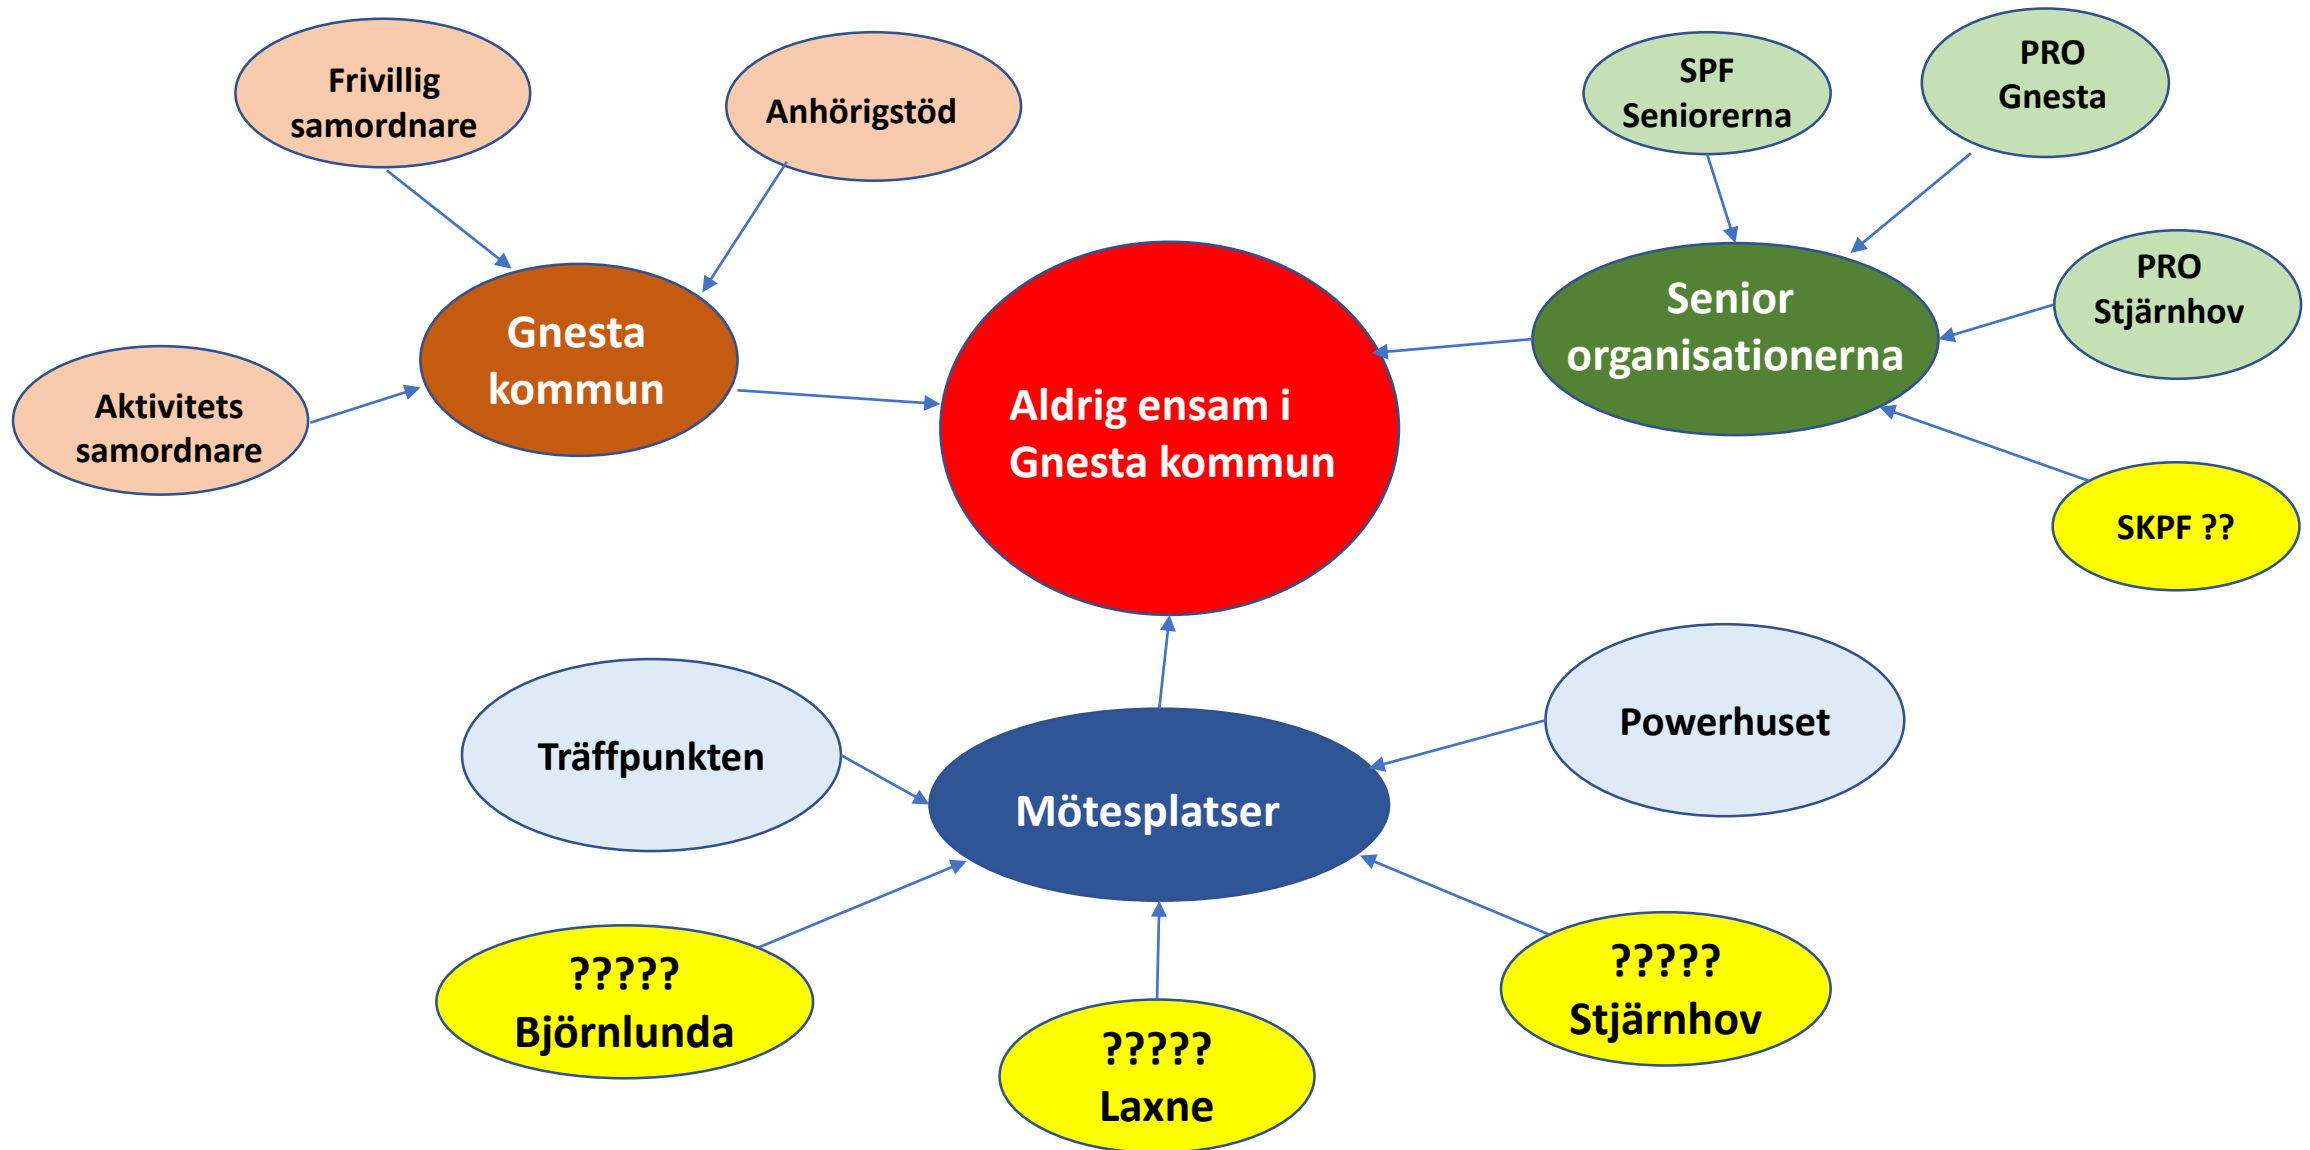 Frivillig
samordnare
Anhörigstöd
SPF
Seniorerna
PRO
Gnesta
Gnesta
kommun
Senior
organisationerna
PRO
Stjärnhov
Aktivitets
samordnare
Aldrig ensam i
Gnesta kommun
SKPF ??
Träffpunkten
Powerhuset
Mötesplatser
?????
Björnlunda
?????
Laxne
?????
Stjärnhov